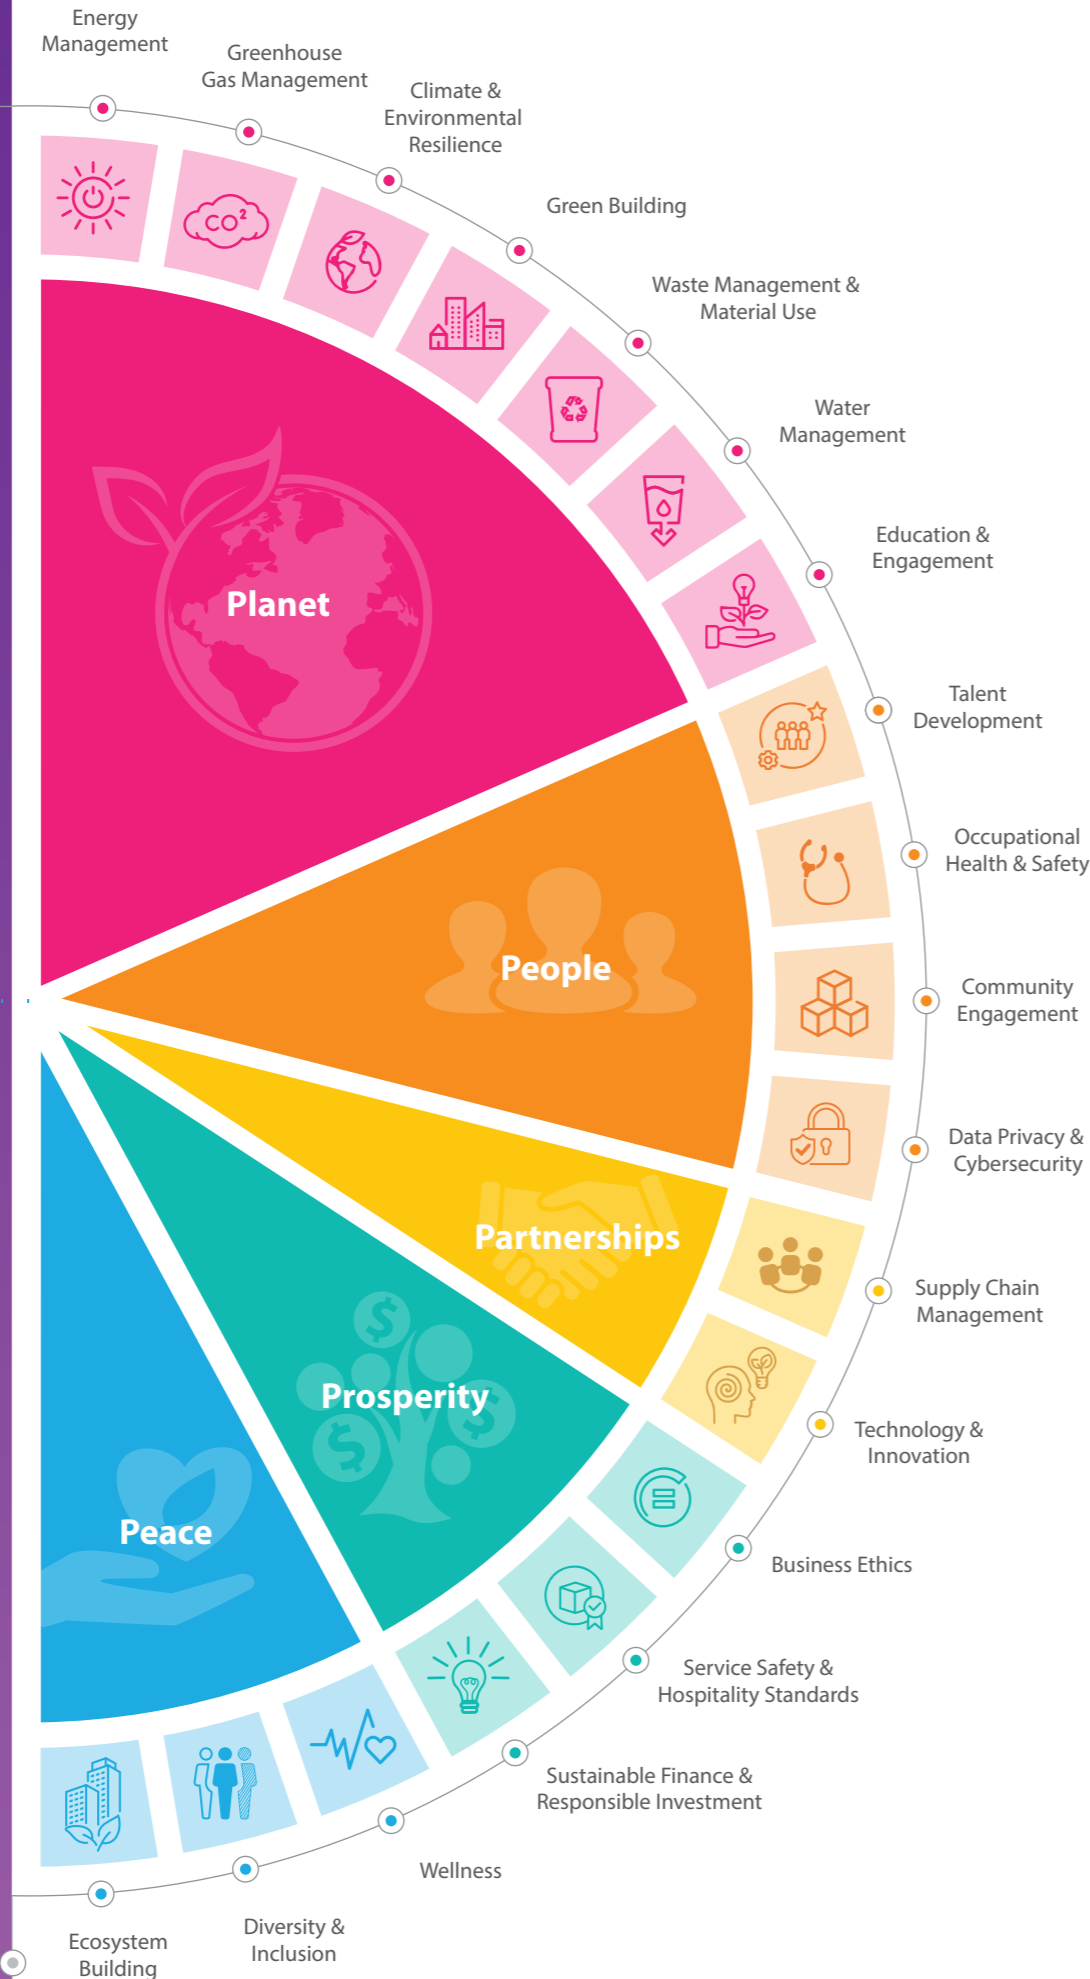 Energy
Management
Greenhouse
Gas Management
Climate &
Environmental
Resilience
Green Building
Waste Management &
Material Use
Water
Management
Education &
Engagement
Talent
Development
Occupational
Health & Safety
Community
Engagement
Data Privacy &
Cybersecurity
Supply Chain
Management
Technology &
Innovation
Business Ethics
Service Safety &
Hospitality Standards
Sustainable Finance &
Responsible Investment
Wellness
Diversity &
Inclusion
Ecosystem
Building
CO²
Planet
People
Partnerships
$
Prosperity
$
$
Peace